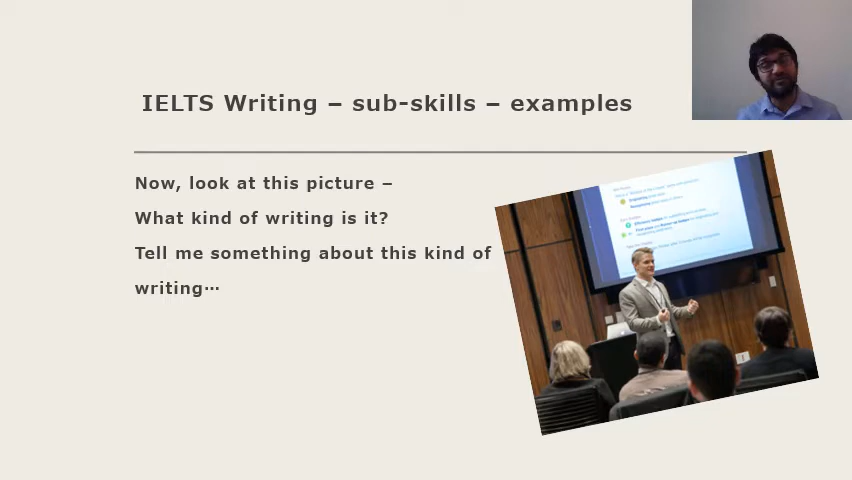 IELTS Writing – sub-skills – examples
Now, look at this picture –
What kind of writing is it?
Tell me something about this kind of
writing…